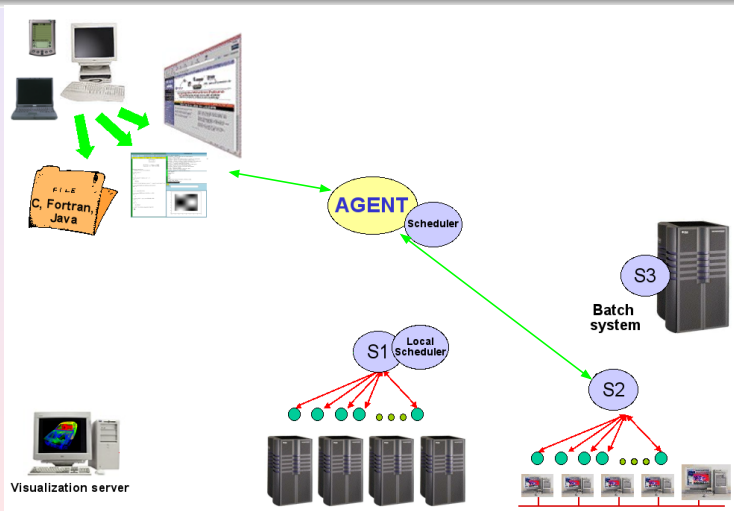 FILE
C, Fortran,
Java
AGENT
Scheduler
S3
Batch
system
S1
Local
Scheduler
S2
Visualization server